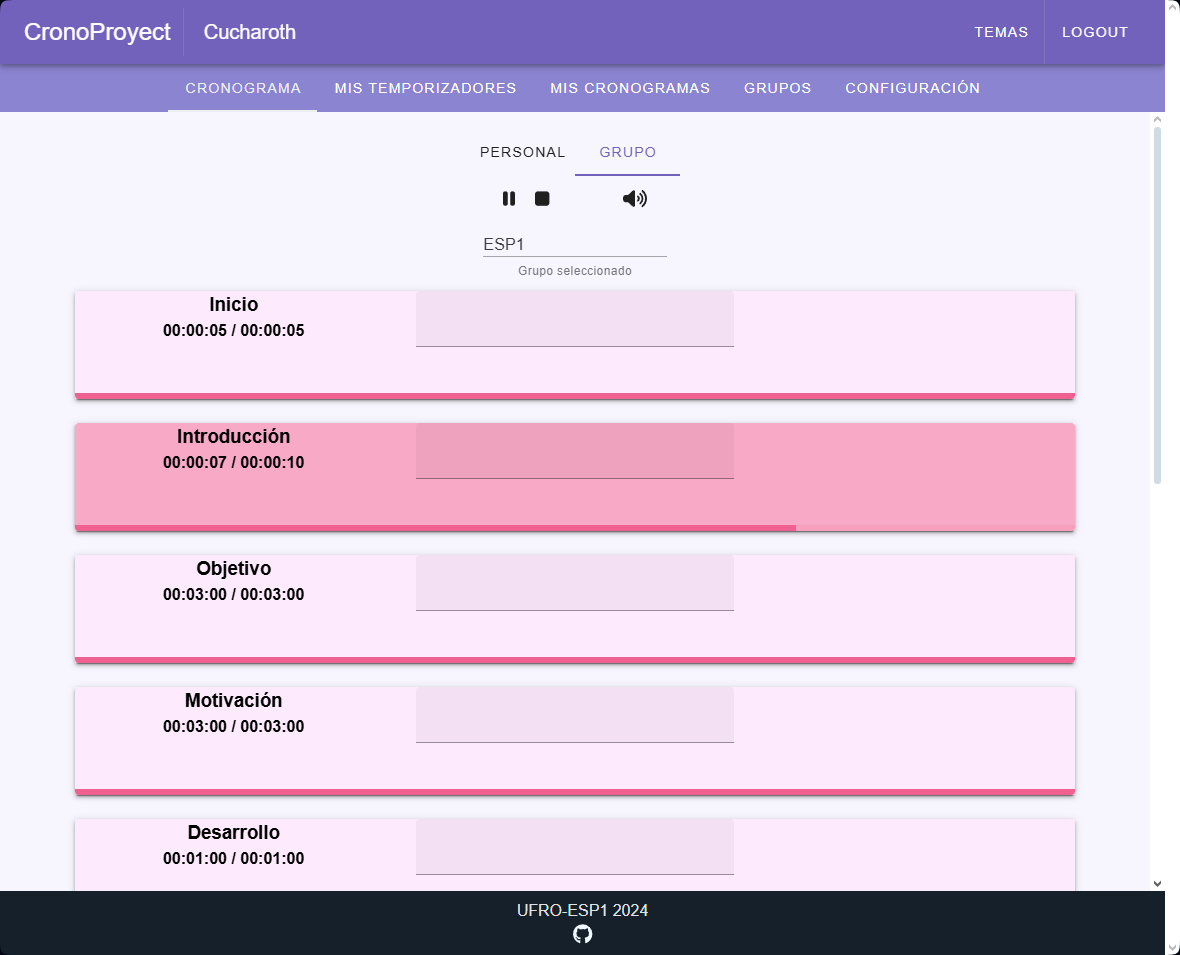 CronoProyect Cucharoth TEMAS LOGOUT
CRONOGRAMA MIS TEMPORIZADORES MIS CRONOGRAMAS GRUPOS CONFIGURACIÓN
PERSONAL GRUPO
ESP1
Grupo seleccionado
Inicio
00:00:05 / 00:00:05
Introducción
00:00:07 / 00:00:10
Objetivo
00:03:00 / 00:03:00
Motivación
00:03:00 / 00:03:00
Desarrollo
00:01:00 / 00:01:00
UFRO-ESP1 2024